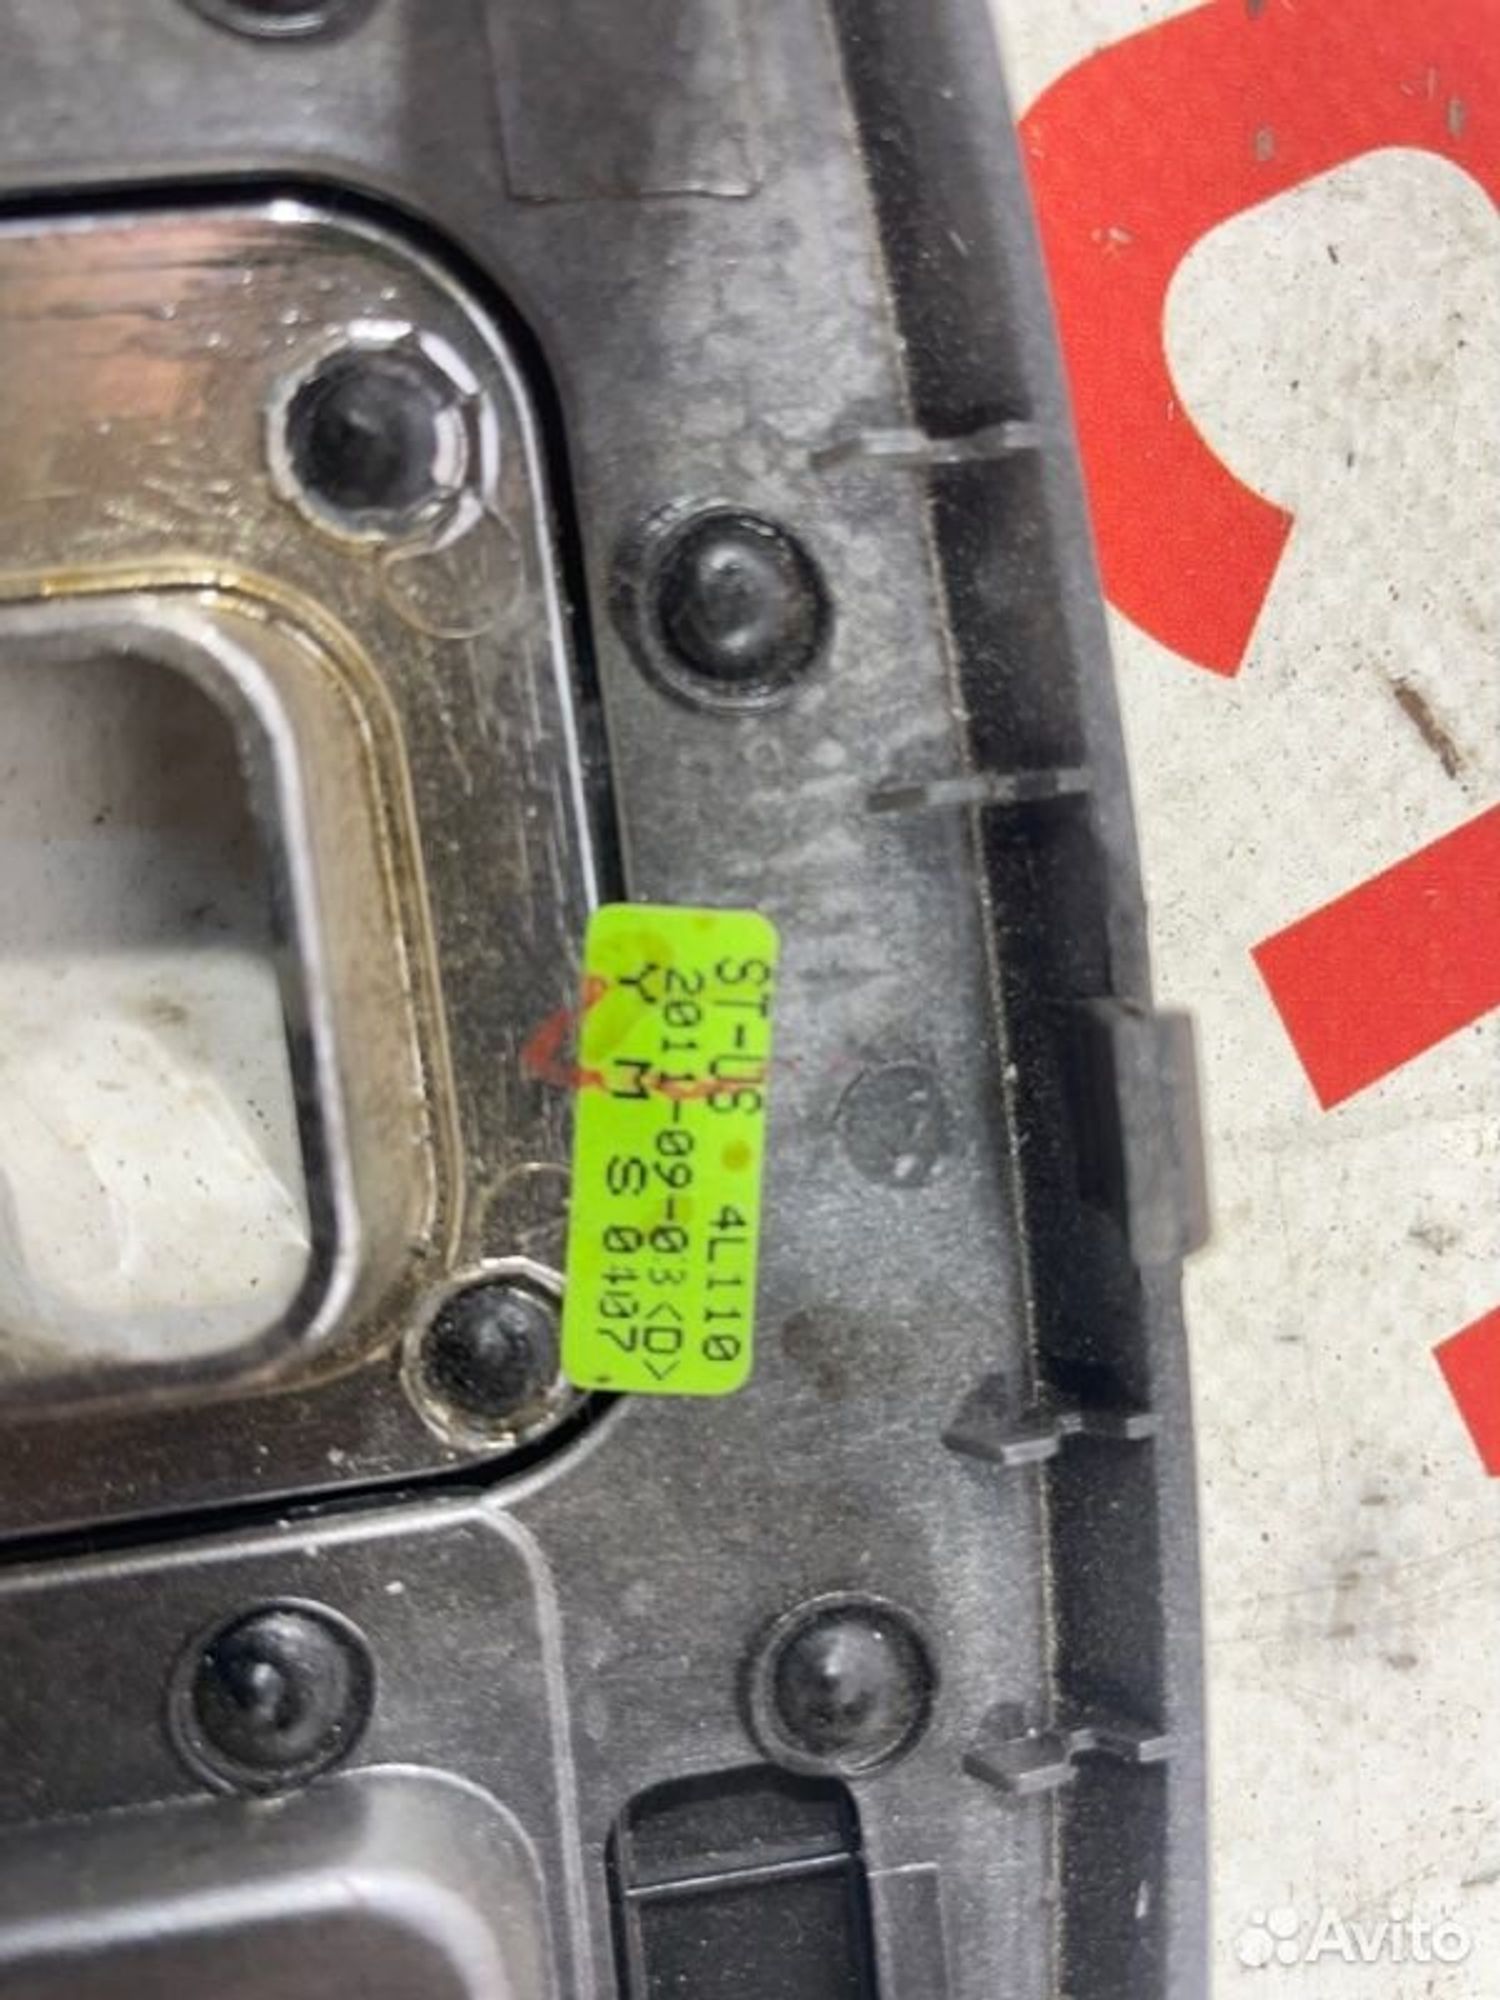 ST-US 4L110
2011-09-03<D>
Y M S 0407
Avito